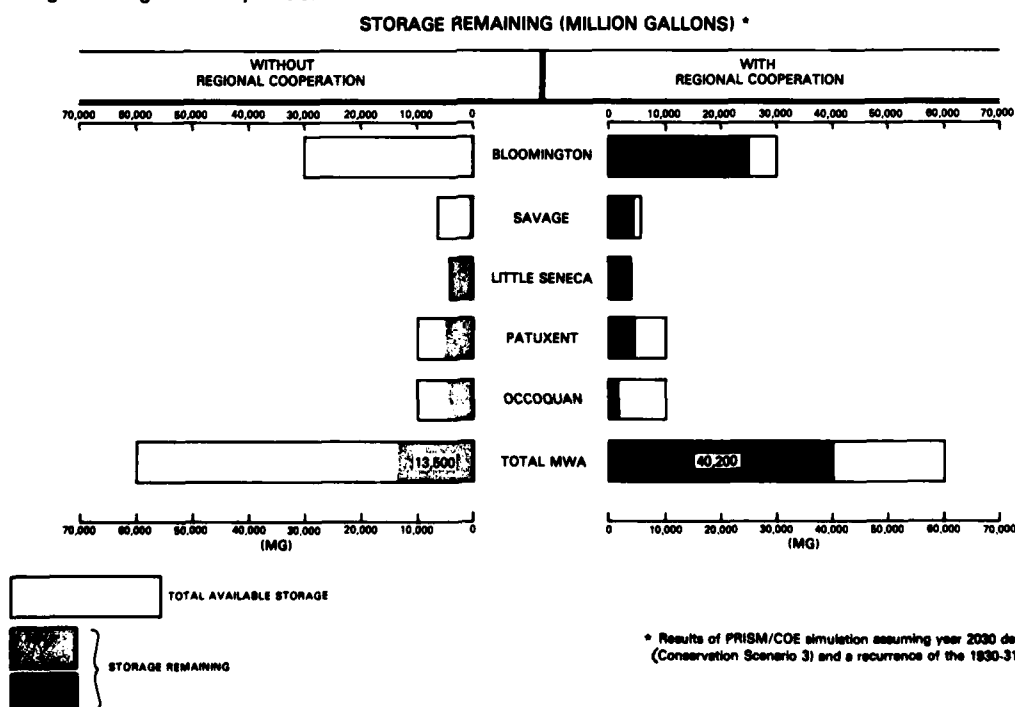 STORAGE REMAINING (MILLION GALLONS) *
WITHOUT
REGIONAL COOPERATION
WITH
REGIONAL COOPERATION
70,000 60,000 50,000 40,000 30,000 20,000 10,000 0
0 10,000 20,000 30,000 40,000 50,000 60,000 70,000
BLOOMINGTON
SAVAGE
LITTLE SENECA
PATUXENT
OCCOQUAN
13,500 TOTAL MWA 40,200
70,000 60,000 50,000 40,000 30,000 20,000 10,000 0
(MG)
0 10,000 20,000 30,000 40,000 50,000 60,000 70,000
(MG)
TOTAL AVAILABLE STORAGE
STORAGE REMAINING
* Results of PRISM/COE simulation assuming year 2030
(Conservation Scenario 3) and a recurrence of the 1930-31